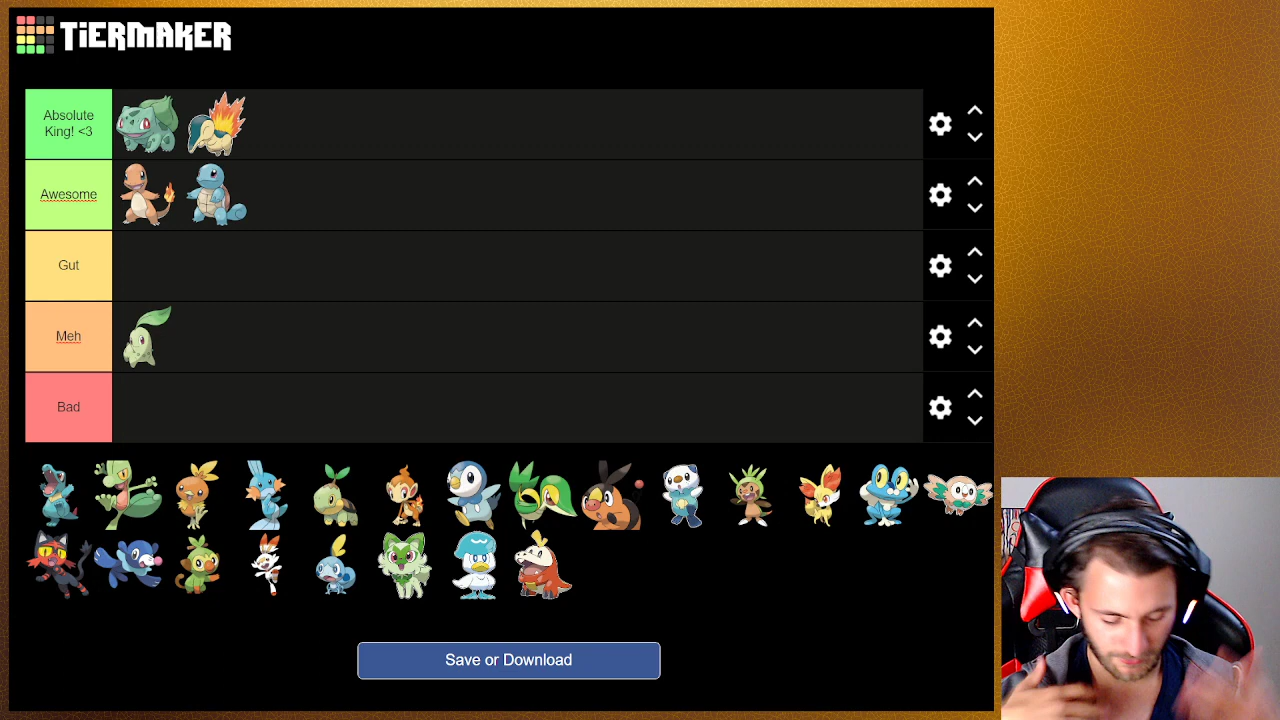 TiERMAKER
Absolute
King! <3
Awesome
Gut
Meh
Bad
Save or Download